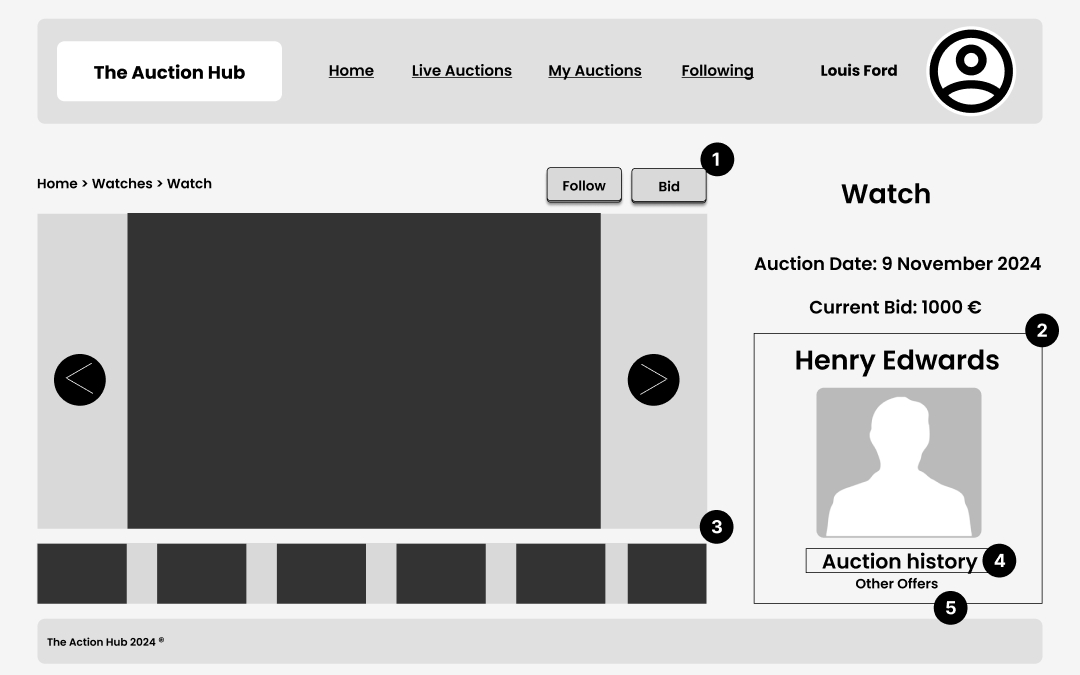 The Auction Hub
Home
Live Auctions
My Auctions
Following
Louis Ford
1
Home > Watches > Watch
Follow
Bid
Watch
Auction Date: 9 November 2024
Current Bid: 1000 €
2
Henry Edwards
3
Auction history
4
Other Offers
5
The Action Hub 2024 ®